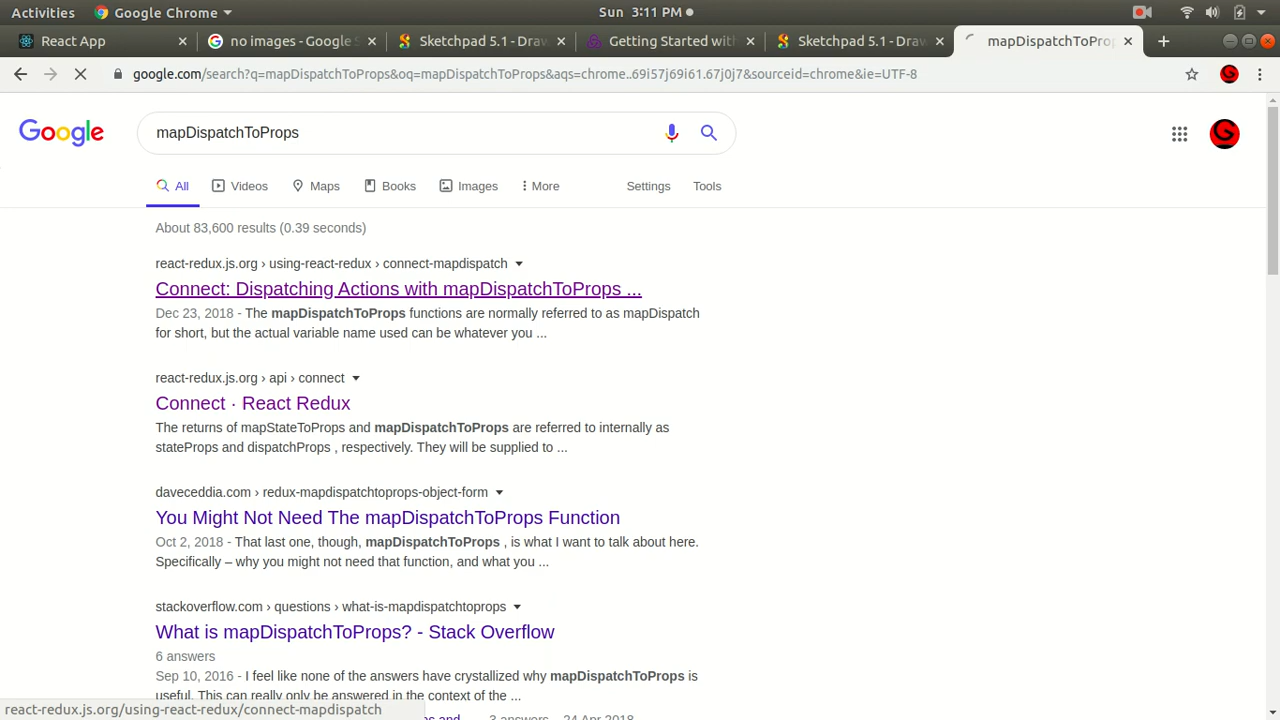 Activities Google Chrome Sun 3:11 PM
React App no images - Google S Sketchpad 5.1 - Draw Getting Started wit Sketchpad 5.1 - Draw mapDispatchToProp
google.com/search?q=mapDispatchToProps&oq=mapDispatchToProps&aqs=chrome..69i57j69i61.67j0j7&sourceid=chrome&ie=UTF-8
Google mapDispatchToProps
All Videos Maps Books Images More Settings Tools
About 83,600 results (0.39 seconds)
react-redux.js.org › using-react-redux › connect-mapdispatch
Connect: Dispatching Actions with mapDispatchToProps ...
Dec 23, 2018 - The mapDispatchToProps functions are normally referred to as mapDispatch
for short, but the actual variable name used can be whatever you ...
react-redux.js.org › api › connect
Connect · React Redux
The returns of mapStateToProps and mapDispatchToProps are referred to internally as
stateProps and dispatchProps , respectively. They will be supplied to ...
daveceddia.com › redux-mapdispatchtoprops-object-form
You Might Not Need The mapDispatchToProps Function
Oct 2, 2018 - That last one, though, mapDispatchToProps , is what I want to talk about here.
Specifically – why you might not need that function, and what you ...
stackoverflow.com › questions › what-is-mapdispatchtoprops
What is mapDispatchToProps? - Stack Overflow
6 answers
Sep 10, 2016 - I feel like none of the answers have crystallized why mapDispatchToProps is
useful. This can really only be answered in the context of the ...
and 3 answers 24 Apr 2018
react-redux.js.org/using-react-redux/connect-mapdispatch